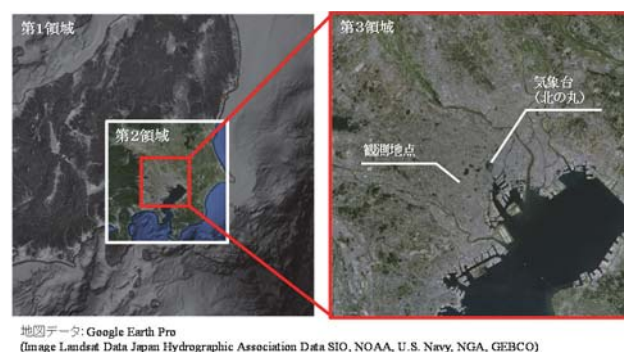 第1領域
第2領域
第3領域
気象台
(北の丸)
観測地点
地図データ: Google Earth Pro
(Image Landsat Data Japan Hydrographic Association Data SIO, NOAA, U.S. Navy, NGA, GEBCO)